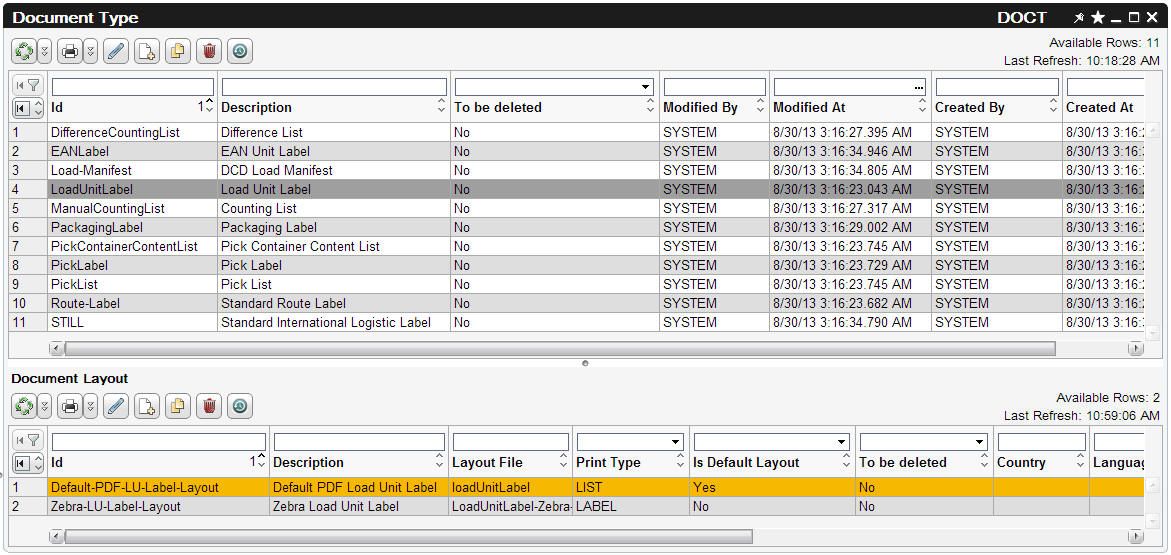 Document Type DOCT
Available Rows: 11
Last Refresh: 10:18:28 AM
Id 1 Description To be deleted Modified By Modified At Created By Created At
1 DifferenceCountingList Difference List No SYSTEM 8/30/13 3:16:27.395 AM SYSTEM 8/30/13 3:16:
2 EANLabel EAN Unit Label No SYSTEM 8/30/13 3:16:34.946 AM SYSTEM 8/30/13 3:16:
3 Load-Manifest DCD Load Manifest No SYSTEM 8/30/13 3:16:34.805 AM SYSTEM 8/30/13 3:16:
4 LoadUnitLabel Load Unit Label No SYSTEM 8/30/13 3:16:23.043 AM SYSTEM 8/30/13 3:16:
5 ManualCountingList Counting List No SYSTEM 8/30/13 3:16:27.317 AM SYSTEM 8/30/13 3:16:
6 PackagingLabel Packaging Label No SYSTEM 8/30/13 3:16:29.002 AM SYSTEM 8/30/13 3:16:
7 PickContainerContentList Pick Container Content List No SYSTEM 8/30/13 3:16:23.745 AM SYSTEM 8/30/13 3:16:
8 PickLabel Pick Label No SYSTEM 8/30/13 3:16:23.729 AM SYSTEM 8/30/13 3:16:
9 PickList Pick List No SYSTEM 8/30/13 3:16:23.745 AM SYSTEM 8/30/13 3:16:
10 Route-Label Standard Route Label No SYSTEM 8/30/13 3:16:23.682 AM SYSTEM 8/30/13 3:16:
11 STILL Standard International Logistic Label No SYSTEM 8/30/13 3:16:34.790 AM SYSTEM 8/30/13 3:16:
Document Layout
Available Rows: 2
Last Refresh: 10:59:06 AM
Id 1 Description Layout File Print Type Is Default Layout To be deleted Country Languag
1 Default-PDF-LU-Label-Layout Default PDF Load Unit Label loadUnitLabel LIST Yes No
2 Zebra-LU-Label-Layout Zebra Load Unit Label LoadUnitLabel-Zebra- LABEL No No